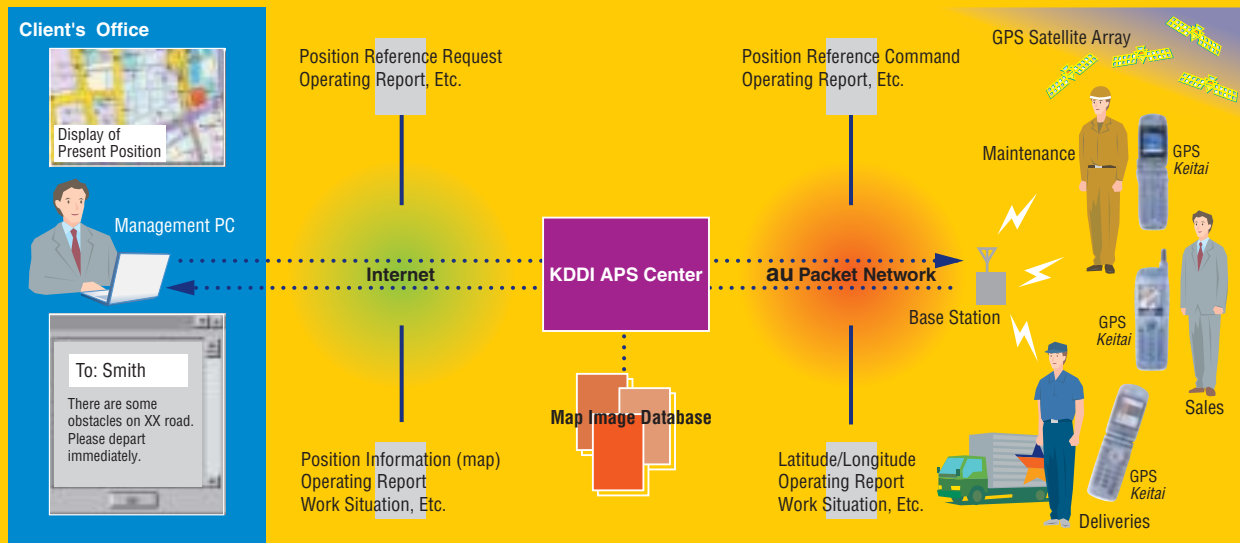 Client's Office
Display of
Present Position
Management PC
To: Smith
There are some
obstacles on XX road.
Please depart
immediately.
Position Reference Request
Operating Report, Etc.
Internet
Position Information (map)
Operating Report
Work Situation, Etc.
KDDI APS Center
Map Image Database
Position Reference Command
Operating Report, Etc.
au Packet Network
Latitude/Longitude
Operating Report
Work Situation, Etc.
Base Station
GPS Satellite Array
Maintenance
GPS
Keitai
GPS
Keitai
Sales
GPS
Keitai
Deliveries